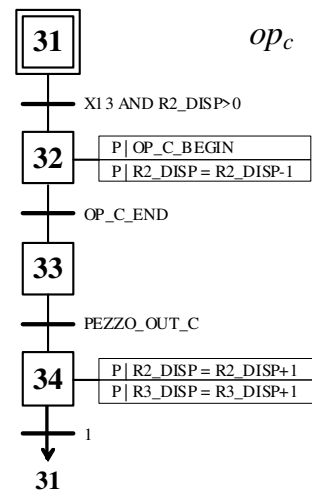 31
op_c
X13 AND R2_DISP>0
32
P | OP_C_BEGIN
P | R2_DISP = R2_DISP-1
OP_C_END
33
PEZZO_OUT_C
34
P | R2_DISP = R2_DISP+1
P | R3_DISP = R3_DISP+1
1
31